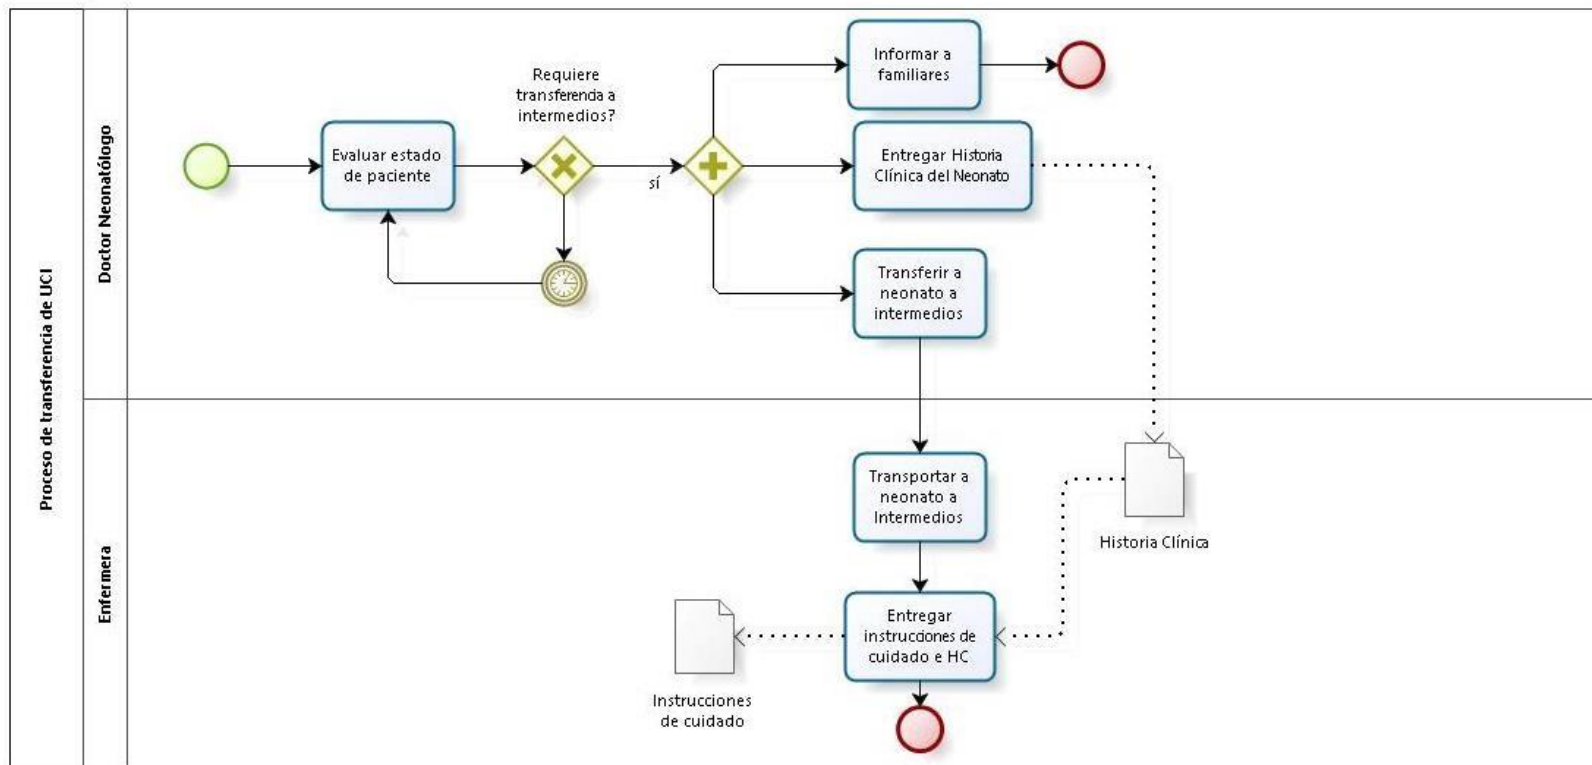 Proceso de transferencia de UCI
Doctor Neonatólogo
Evaluar estado
de paciente
Requiere
transferencia a
intermedios?
sí
Informar a
familiares
Entregar Historia
Clínica del Neonato
Transferir a
neonato a
intermedios
Enfermera
Transportar a
neonato a
Intermedios
Historia Clínica
Entregar
instrucciones de
cuidado e HC
Instrucciones
de cuidado